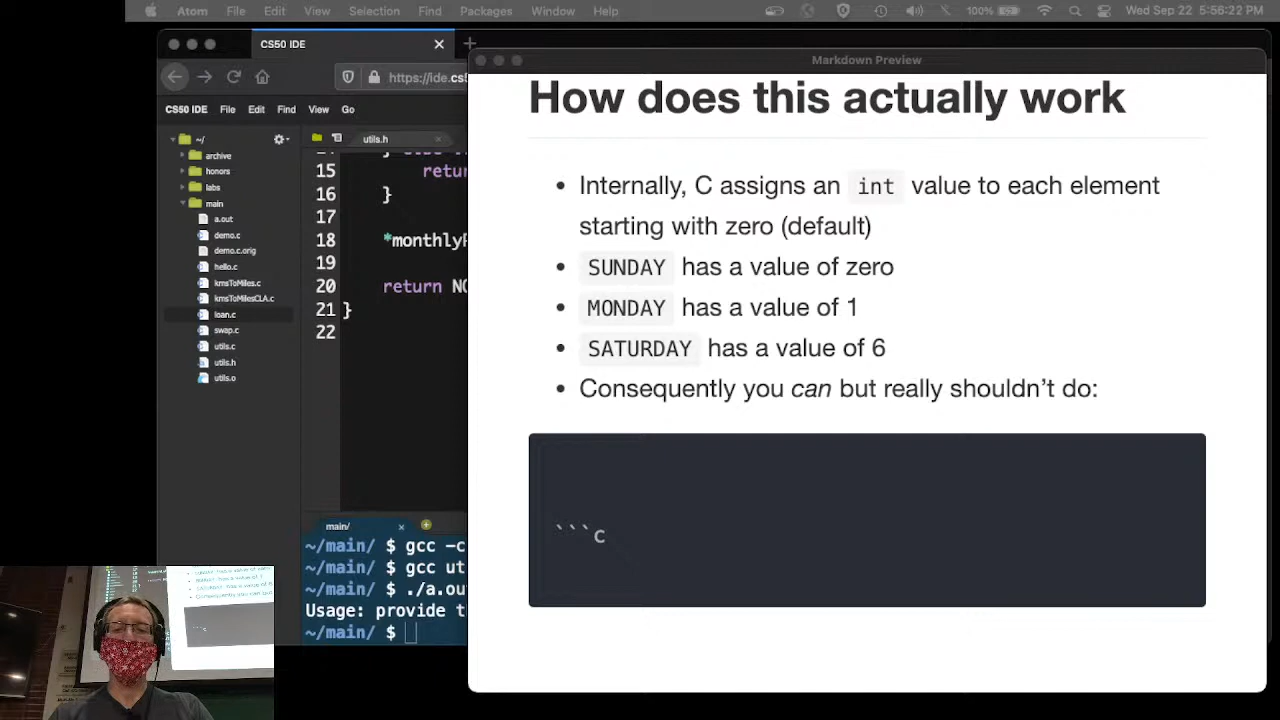 Atom File Edit View Selection Find Packages Window Help 100% Wed Sep 22 5:56:22 PM
CS50 IDE
https://ide.cs5
CS50 IDE File Edit Find View Go
~/
archive
honors
labs
main
a.out
demo.c
demo.c.orig
hello.c
kmsToMiles.c
kmsToMilesCLA.c
loan.c
swap.c
utils.c
utils.h
utils.o
utils.h
15 retur
16 }
17
18 *monthlyP
19
20 return NO
21 }
22
main/
~/main/ $ gcc -c
~/main/ $ gcc ut
~/main/ $ ./a.ou
Usage: provide t
~/main/ $
Markdown Preview
How does this actually work
• Internally, C assigns an int value to each element
starting with zero (default)
• SUNDAY has a value of zero
• MONDAY has a value of 1
• SATURDAY has a value of 6
• Consequently you can but really shouldn’t do:
```c